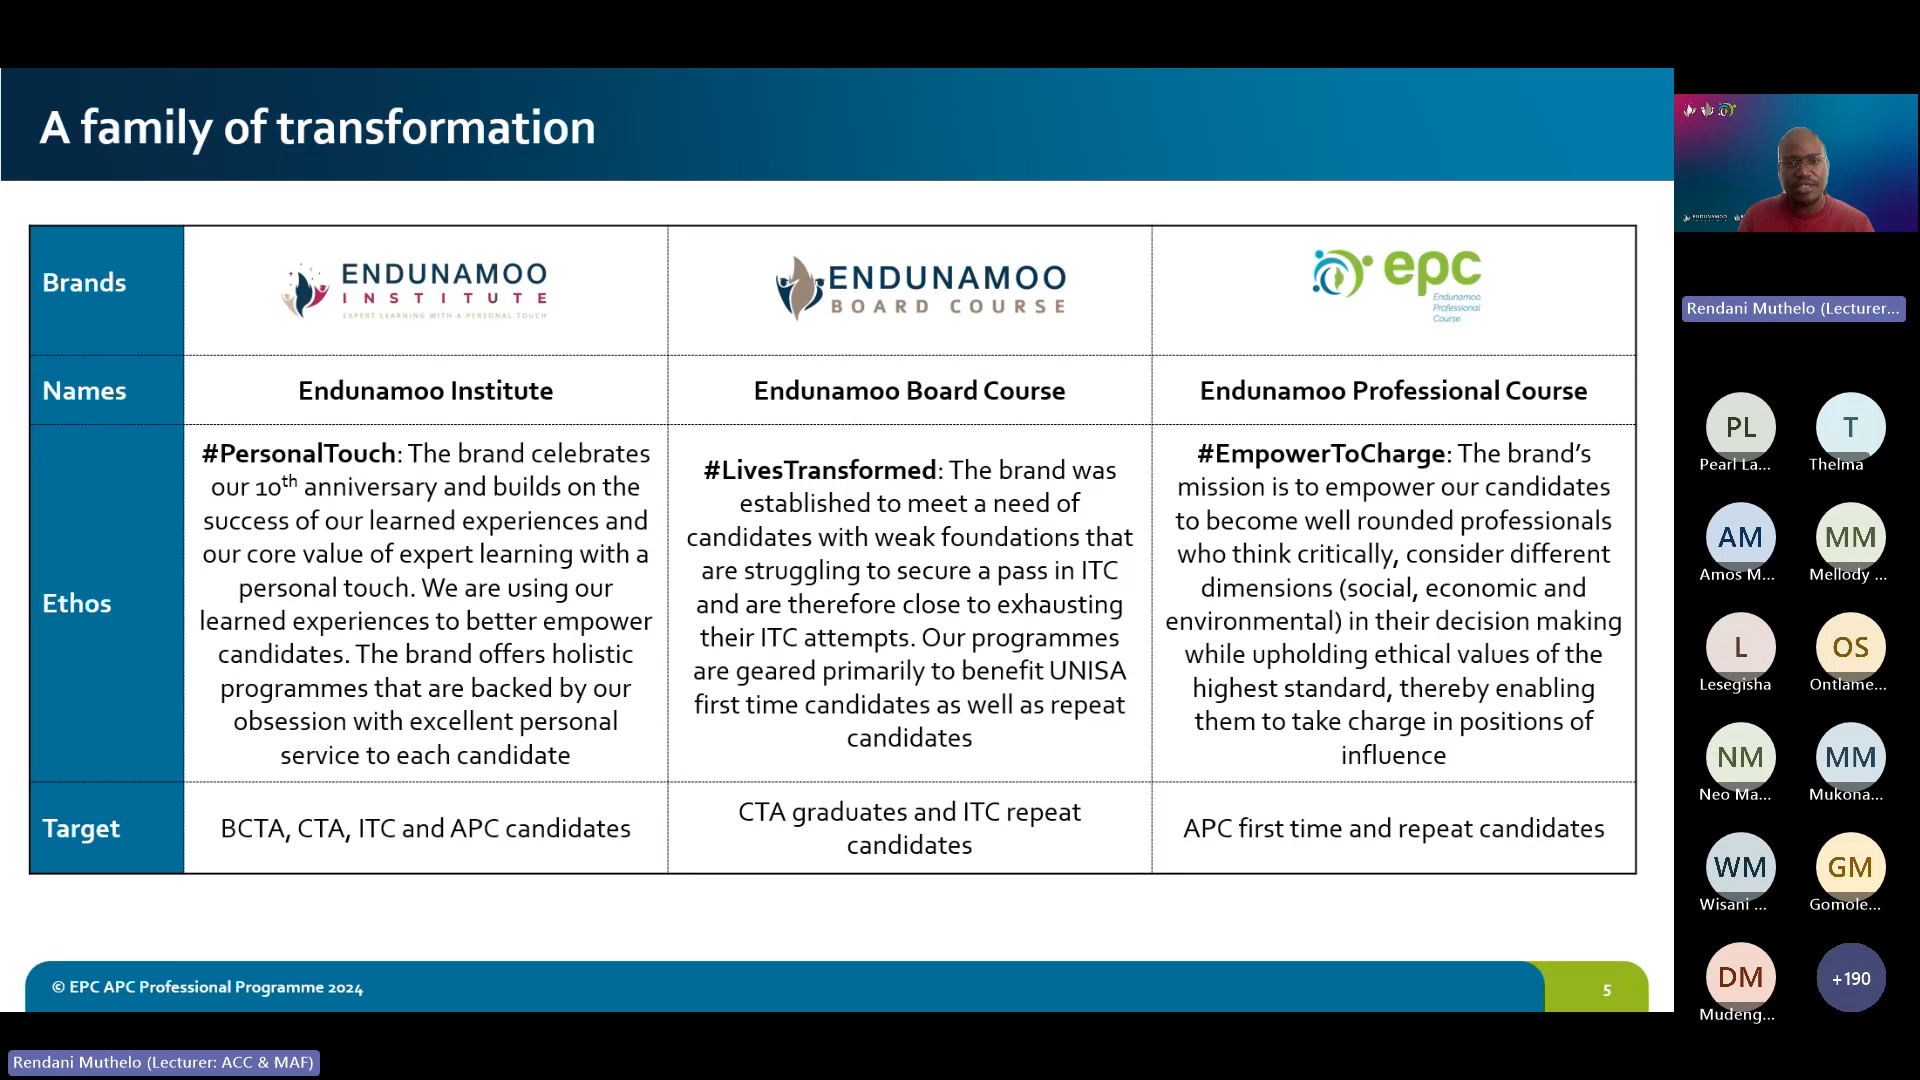 A family of transformation
Brands
ENDUNAMOO
INSTITUTE
EXPERT LEARNING WITH A PERSONAL TOUCH
ENDUNAMOO
BOARD COURSE
epc
Endunamoo
Professional
Course
Names
Endunamoo Institute
Endunamoo Board Course
Endunamoo Professional Course
Ethos
#PersonalTouch: The brand celebrates
our 10th anniversary and builds on the
success of our learned experiences and
our core value of expert learning with a
personal touch. We are using our
learned experiences to better empower
candidates. The brand offers holistic
programmes that are backed by our
obsession with excellent personal
service to each candidate
#LivesTransformed: The brand was
established to meet a need of
candidates with weak foundations that
are struggling to secure a pass in ITC
and are therefore close to exhausting
their ITC attempts. Our programmes
are geared primarily to benefit UNISA
first time candidates as well as repeat
candidates
#EmpowerToCharge: The brand's
mission is to empower our candidates
to become well rounded professionals
who think critically, consider different
dimensions (social, economic and
environmental) in their decision making
while upholding ethical values of the
highest standard, thereby enabling
them to take charge in positions of
influence
Target
BCTA, CTA, ITC and APC candidates
CTA graduates and ITC repeat
candidates
APC first time and repeat candidates
© EPC APC Professional Programme 2024
5
Rendani Muthelo (Lecturer: ACC & MAF)
ENDUNAMOO
Rendani Muthelo (Lecturer...
PL
Pearl La...
T
Thelma
AM
Amos M...
MM
Mellody ...
L
Lesegisha
OS
Ontlame...
NM
Neo Ma...
MM
Mukona...
WM
Wisani ...
GM
Gomole...
DM
Mudeng...
+190